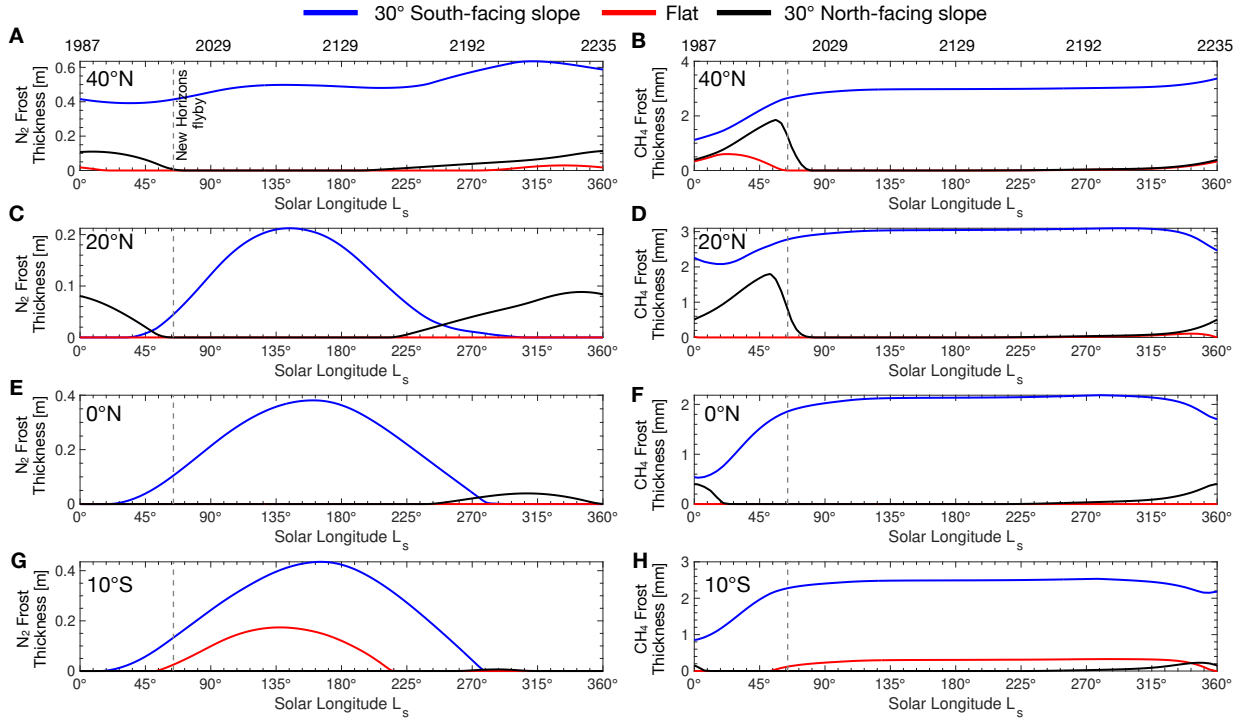 30° South-facing slope Flat 30° North-facing slope
A
1987 2029 2129 2192 2235
40°N
New Horizons
flyby
N₂ Frost
Thickness [m]
0.6
0.4
0.2
0
0° 45° 90° 135° 180° 225° 270° 315° 360°
Solar Longitude Lₛ
B
1987 2029 2129 2192 2235
40°N
CH₄ Frost
Thickness [mm]
4
2
0
0° 45° 90° 135° 180° 225° 270° 315° 360°
Solar Longitude Lₛ
C
20°N
N₂ Frost
Thickness [m]
0.2
0.1
0
0° 45° 90° 135° 180° 225° 270° 315° 360°
Solar Longitude Lₛ
D
20°N
CH₄ Frost
Thickness [mm]
3
2
1
0
0° 45° 90° 135° 180° 225° 270° 315° 360°
Solar Longitude Lₛ
E
0°N
N₂ Frost
Thickness [m]
0.4
0.2
0
0° 45° 90° 135° 180° 225° 270° 315° 360°
Solar Longitude Lₛ
F
0°N
CH₄ Frost
Thickness [mm]
2
1
0
0° 45° 90° 135° 180° 225° 270° 315° 360°
Solar Longitude Lₛ
G
10°S
N₂ Frost
Thickness [m]
0.4
0.2
0
0° 45° 90° 135° 180° 225° 270° 315° 360°
Solar Longitude Lₛ
H
10°S
CH₄ Frost
Thickness [mm]
3
2
1
0
0° 45° 90° 135° 180° 225° 270° 315° 360°
Solar Longitude Lₛ